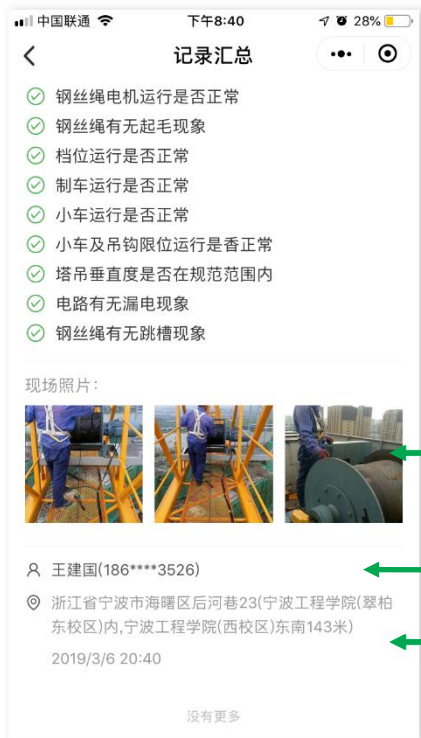 中国联通 下午8:40 28%
记录汇总
钢丝绳电机运行是否正常
钢丝绳有无起毛现象
档位运行是否正常
制车运行是否正常
小车运行是否正常
小车及吊钩限位运行是香正常
塔吊垂直度是否在规范范围内
电路有无漏电现象
钢丝绳有无跳槽现象
现场照片:
王建国(186****3526)
浙江省宁波市海曙区后河巷23(宁波工程学院(翠柏
东校区)内,宁波工程学院(西校区)东南143米)
2019/3/6 20:40
没有更多